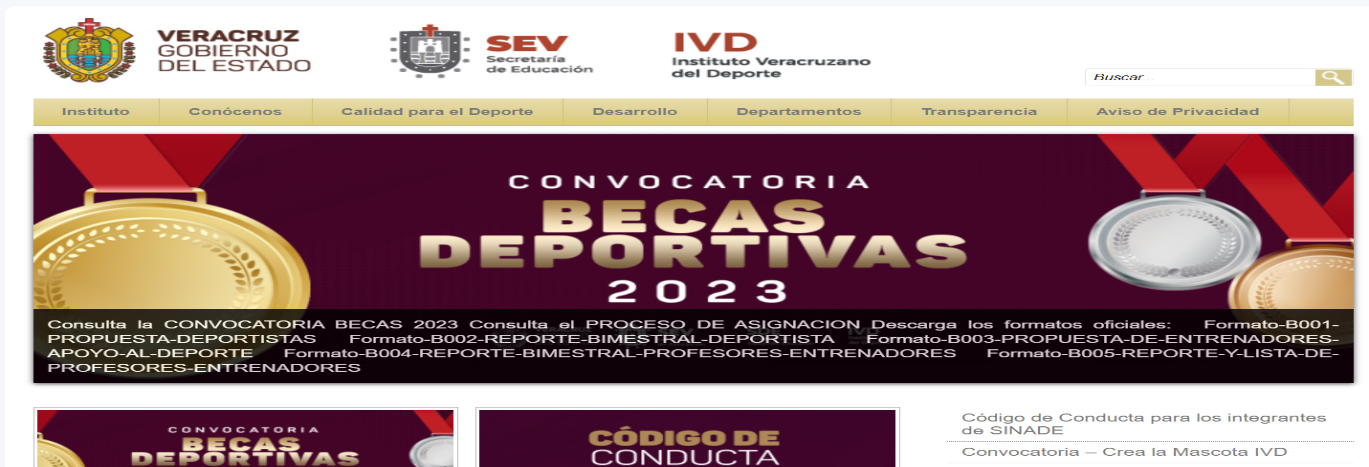 VERACRUZ
GOBIERNO
DEL ESTADO
SEV
Secretaría
de Educación
IVD
Instituto Veracruzano
del Deporte
Buscar...
Instituto Conócenos Calidad para el Deporte Desarrollo Departamentos Transparencia Aviso de Privacidad
CONVOCATORIA
BECAS
DEPORTIVAS
2023
Consulta la CONVOCATORIA BECAS 2023 Consulta el PROCESO DE ASIGNACION Descarga los formatos oficiales: Formato-B001-
PROPUESTA-DEPORTISTAS Formato-B002-REPORTE-BIMESTRAL-DEPORTISTA Formato-B003-PROPUESTA-DE-ENTRENADORES-
APOYO-AL-DEPORTE Formato-B004-REPORTE-BIMESTRAL-PROFESORES-ENTRENADORES Formato-B005-REPORTE-Y-LISTA-DE-
PROFESORES-ENTRENADORES
CONVOCATORIA
BECAS
DEPORTIVAS
CÓDIGO DE
CONDUCTA
Código de Conducta para los integrantes
de SINADE
Convocatoria – Crea la Mascota IVD